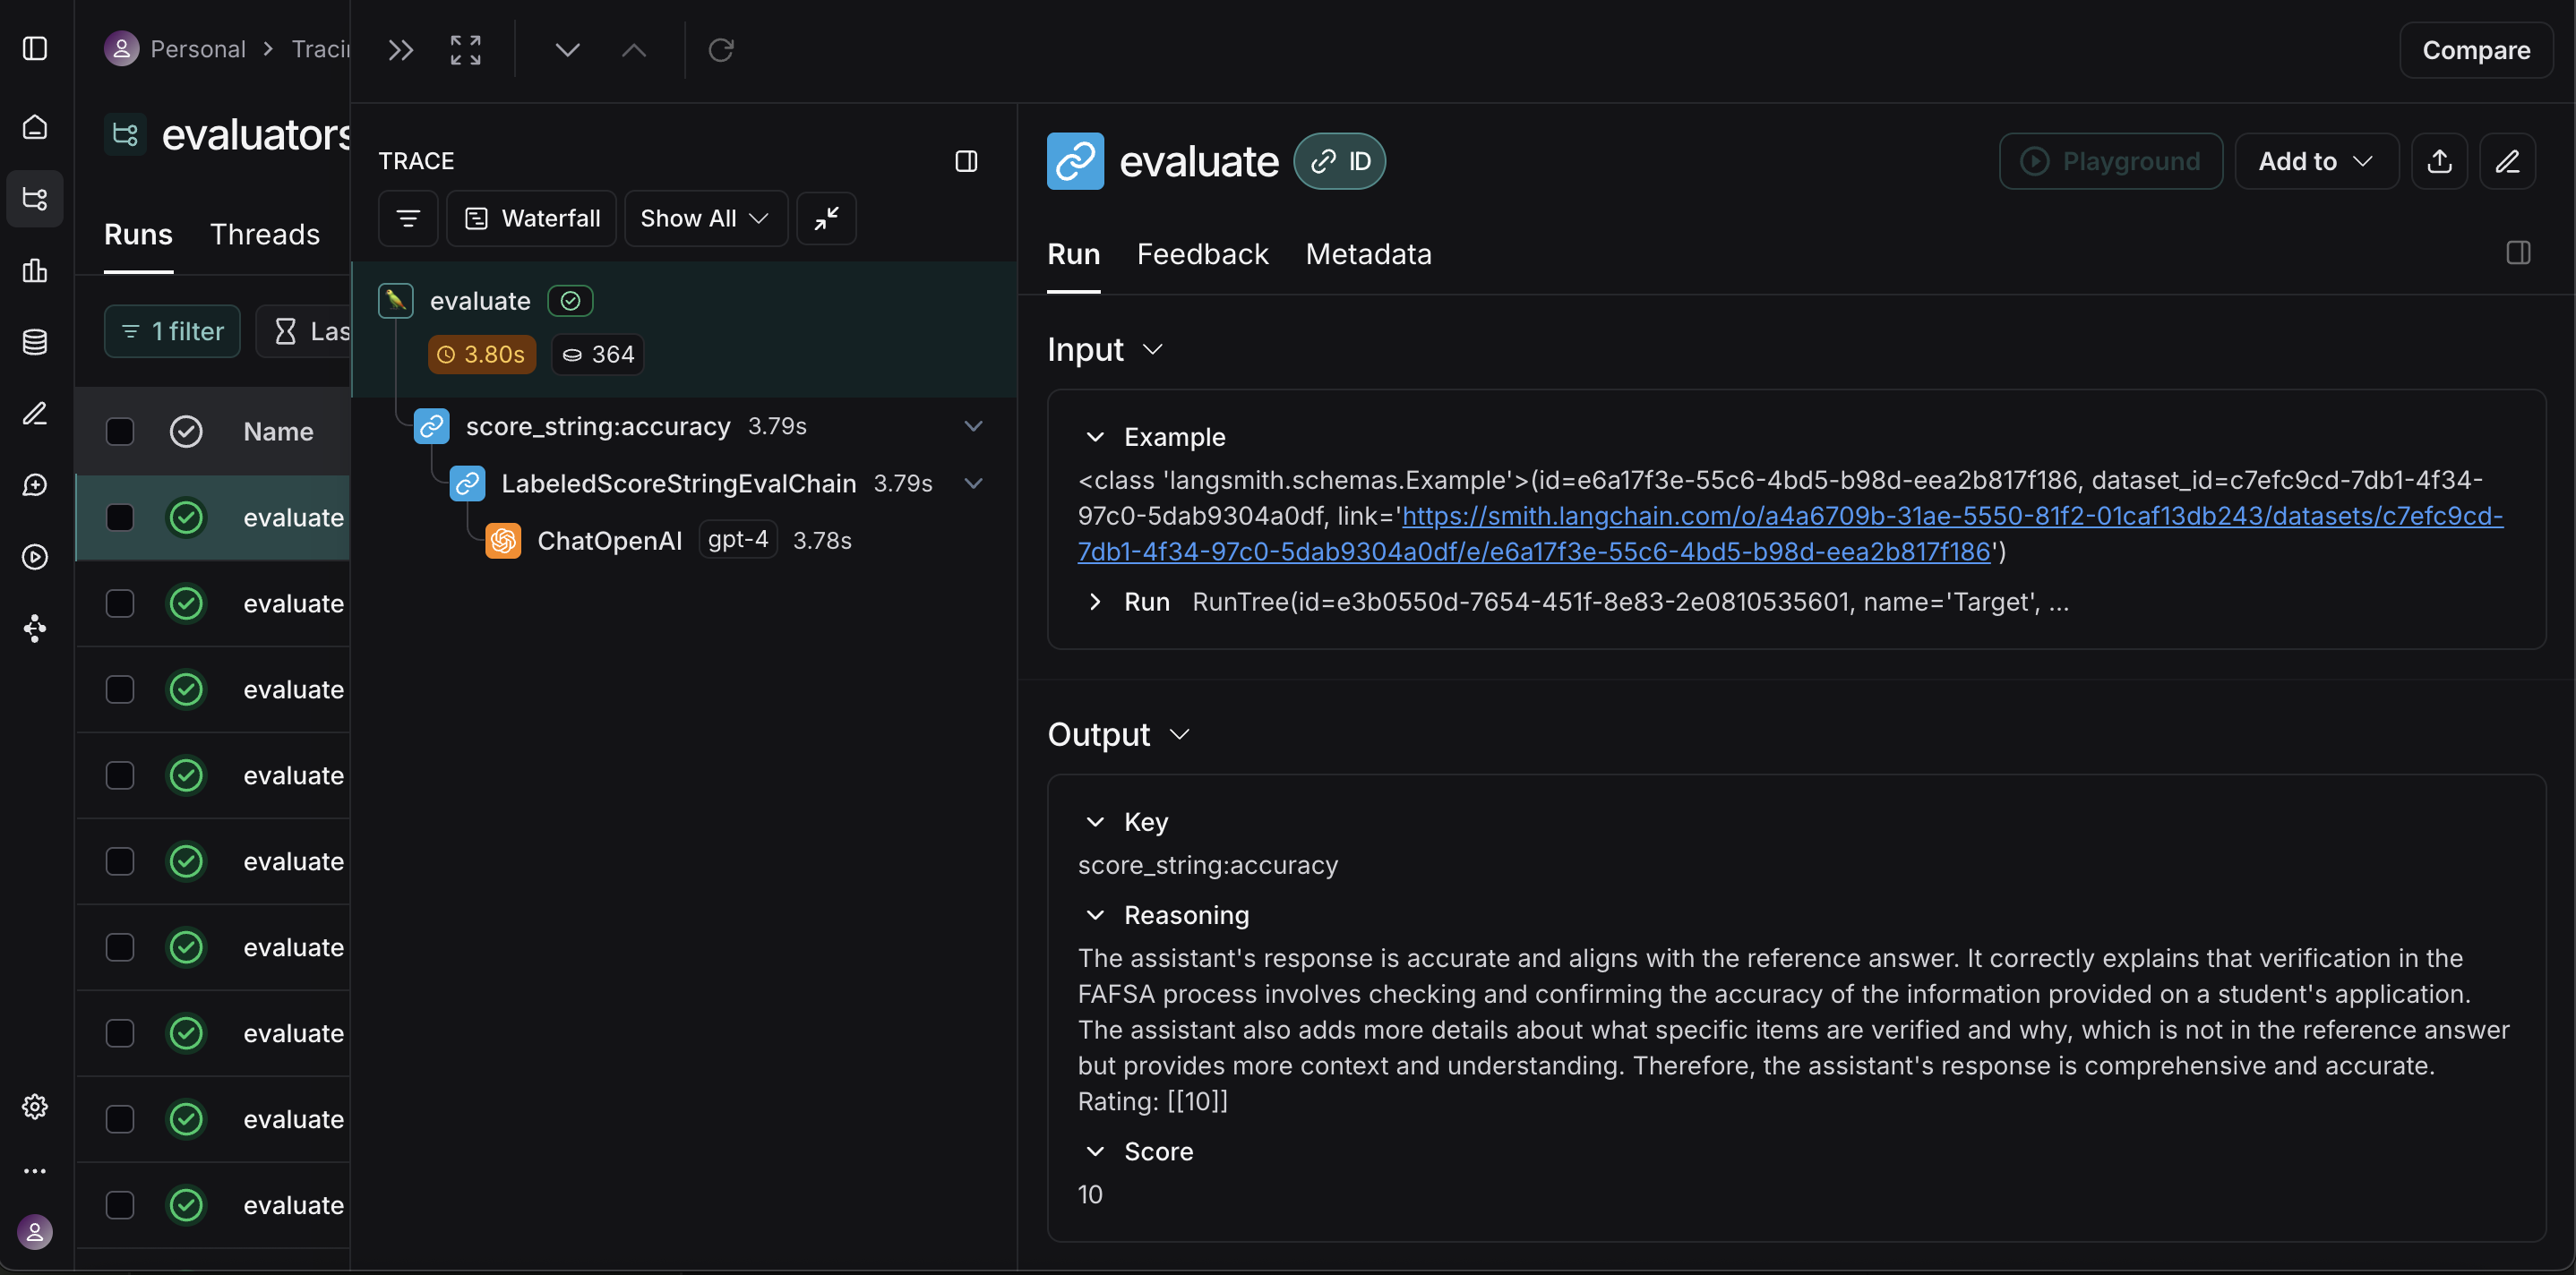 Personal > Tracin
evaluators
Runs Threads
1 filter Las
Name
evaluate
evaluate
evaluate
evaluate
evaluate
evaluate
evaluate
evaluate
evaluate
TRACE
Waterfall Show All
evaluate
3.80s 364
score_string:accuracy 3.79s
LabeledScoreStringEvalChain 3.79s
ChatOpenAI gpt-4 3.78s
Compare
evaluate ID Playground Add to
Run Feedback Metadata
Input
Example
<class 'langsmith.schemas.Example'>(id=e6a17f3e-55c6-4bd5-b98d-eea2b817f186, dataset_id=c7efc9cd-7db1-4f34-
97c0-5dab9304a0df, link='https://smith.langchain.com/o/a4a6709b-31ae-5550-81f2-01caf13db243/datasets/c7efc9cd-
7db1-4f34-97c0-5dab9304a0df/e/e6a17f3e-55c6-4bd5-b98d-eea2b817f186')
Run RunTree(id=e3b0550d-7654-451f-8e83-2e0810535601, name='Target', ...
Output
Key
score_string:accuracy
Reasoning
The assistant's response is accurate and aligns with the reference answer. It correctly explains that verification in the
FAFSA process involves checking and confirming the accuracy of the information provided on a student's application.
The assistant also adds more details about what specific items are verified and why, which is not in the reference answer
but provides more context and understanding. Therefore, the assistant's response is comprehensive and accurate.
Rating: [[10]]
Score
10